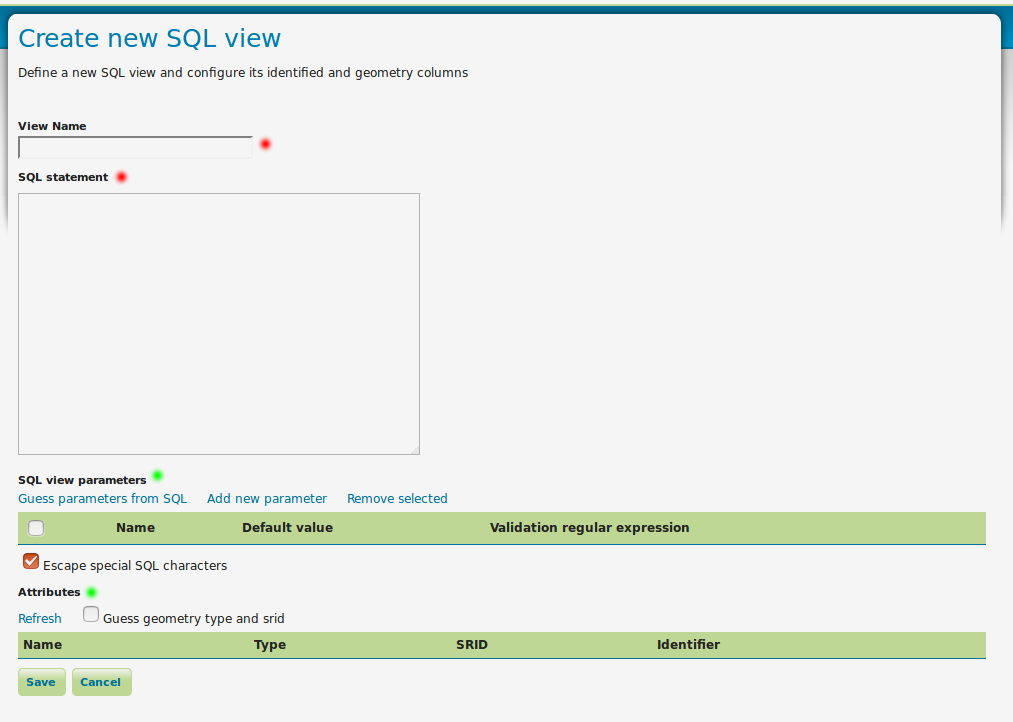 Create new SQL view
Define a new SQL view and configure its identified and geometry columns
View Name
SQL statement
SQL view parameters
Guess parameters from SQL Add new parameter Remove selected
Name Default value Validation regular expression
Escape special SQL characters
Attributes
Refresh Guess geometry type and srid
Name Type SRID Identifier
Save Cancel